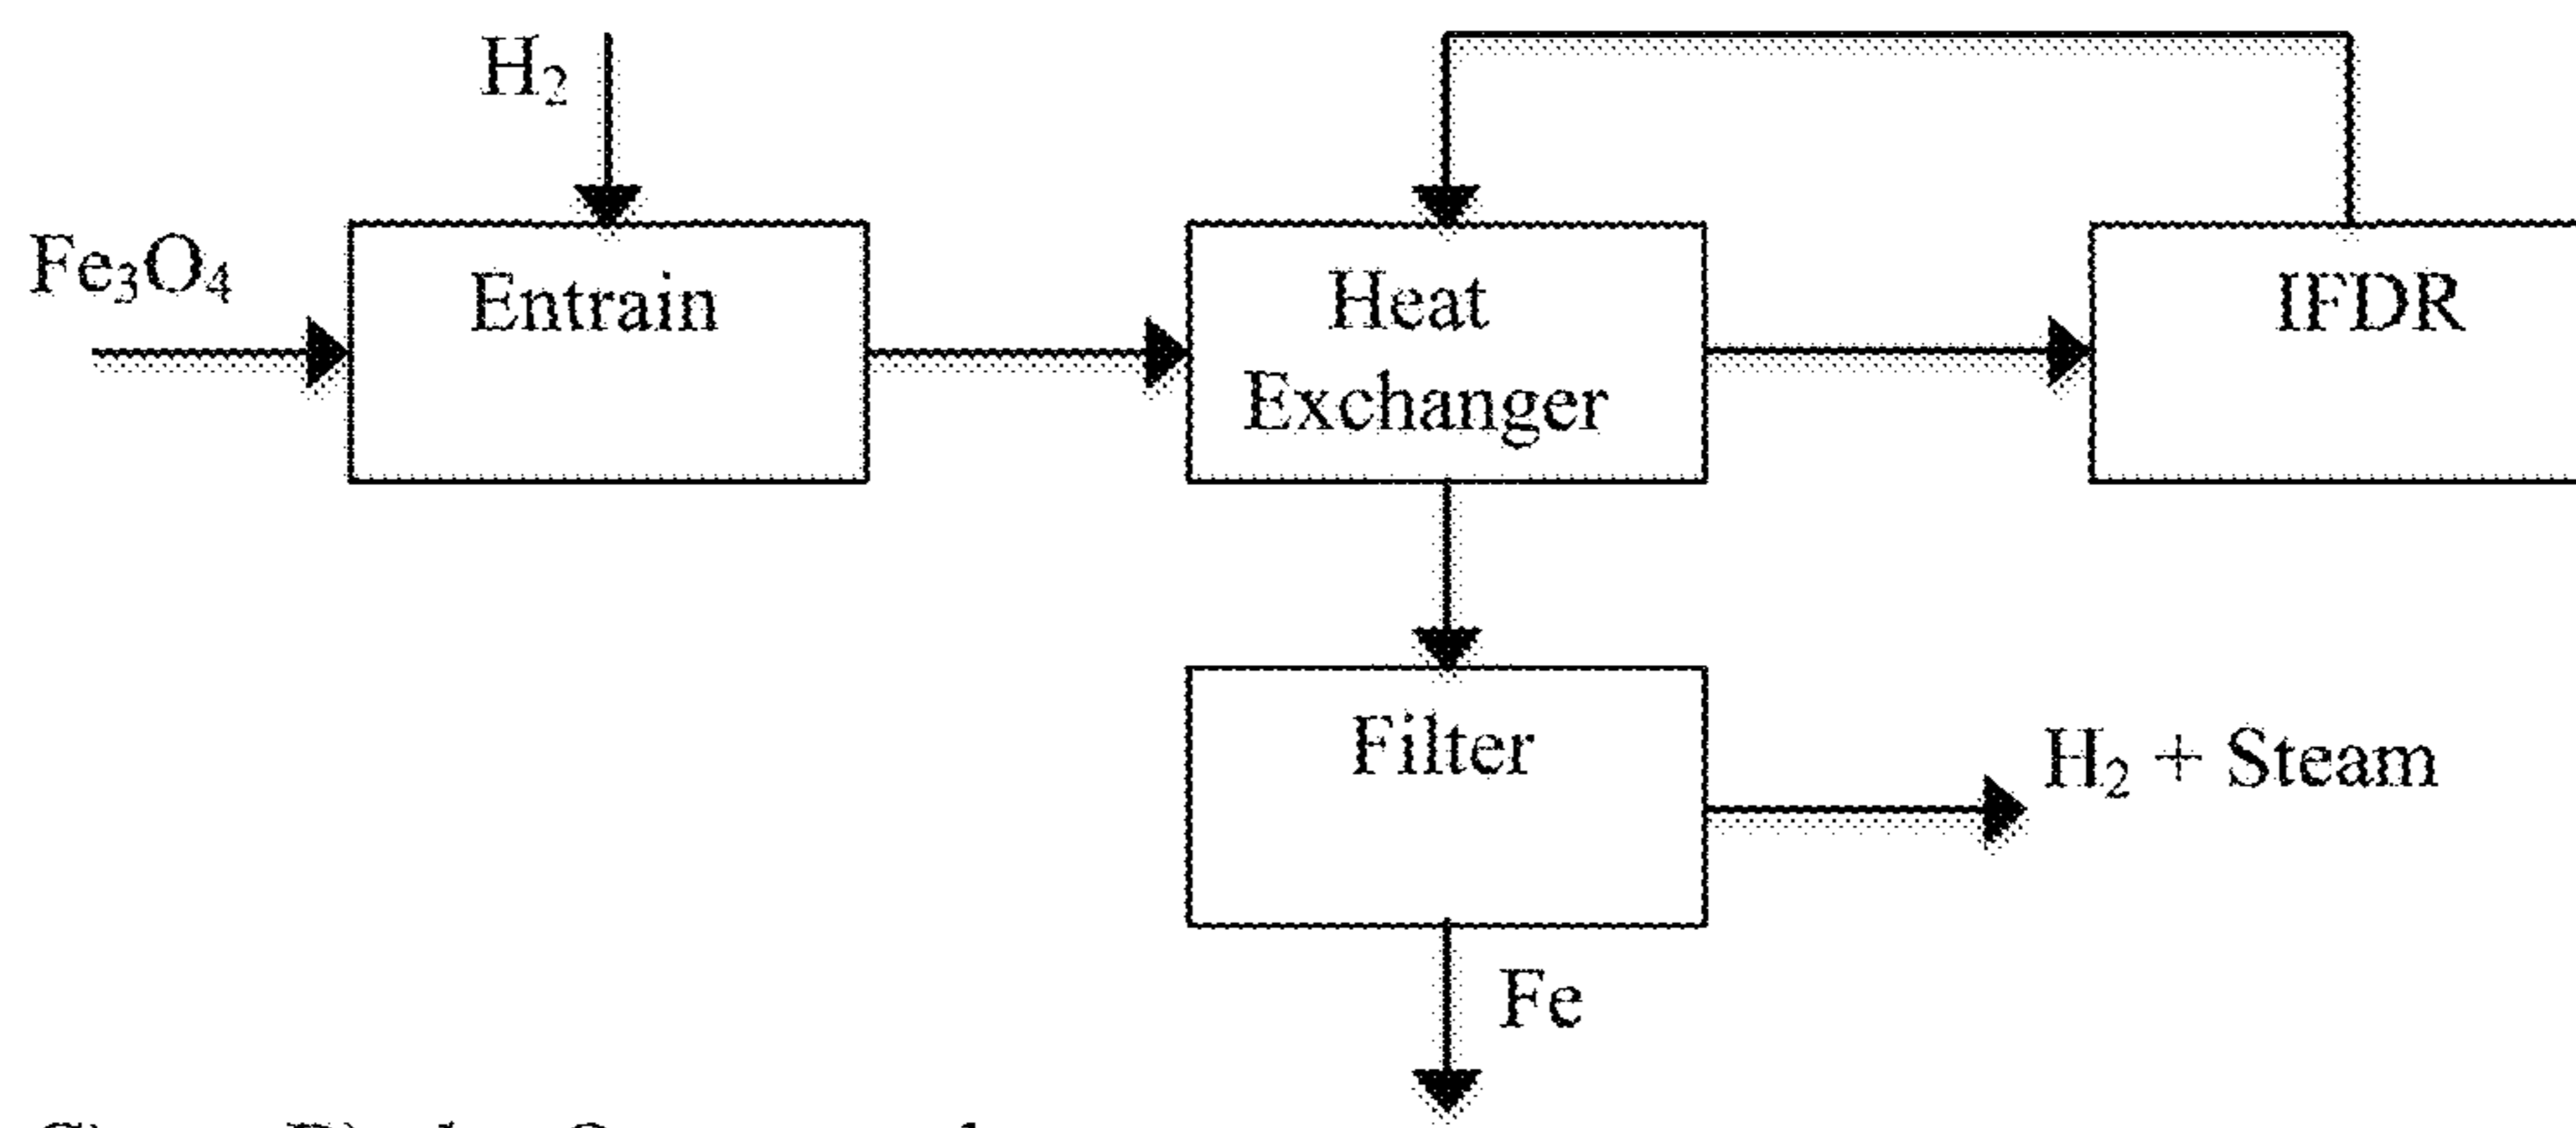 H₂
Fe₃O₄
Entrain
Heat
Exchanger
IFDR
Filter
H₂ + Steam
Fe